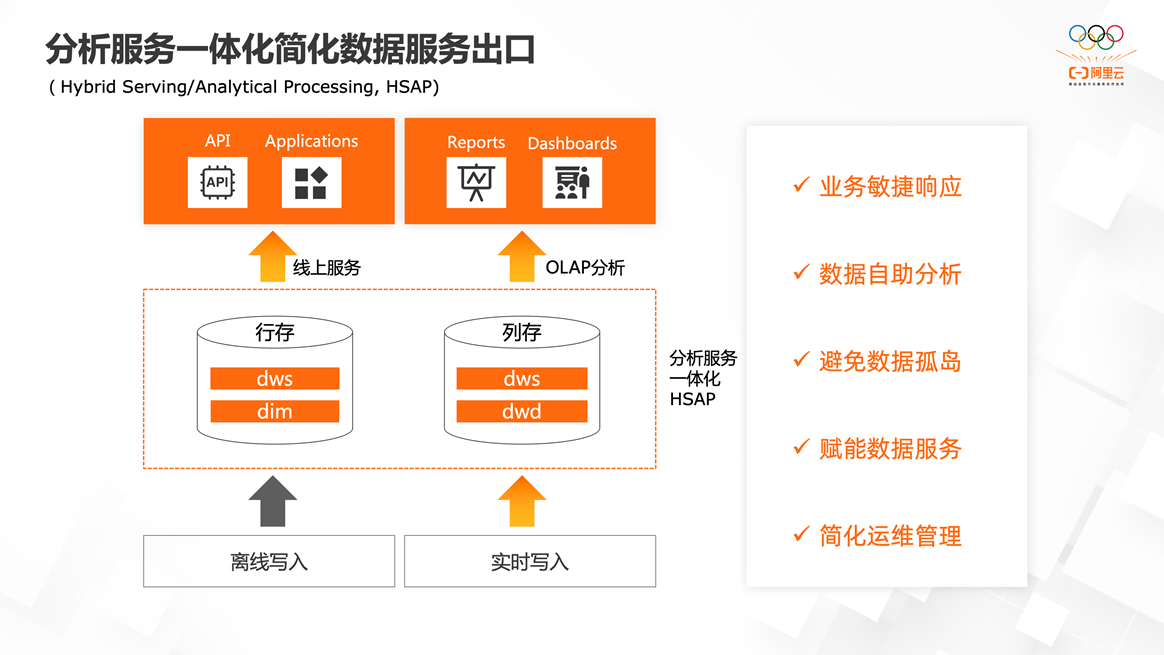 分析服务一体化简化数据服务出口
( Hybrid Serving/Analytical Processing, HSAP)
阿里云
API
Applications
API
Reports
Dashboards
线上服务
OLAP分析
行存
dws
dim
列存
dws
dwd
分析服务
一体化
HSAP
离线写入
实时写入
业务敏捷响应
数据自助分析
避免数据孤岛
赋能数据服务
简化运维管理